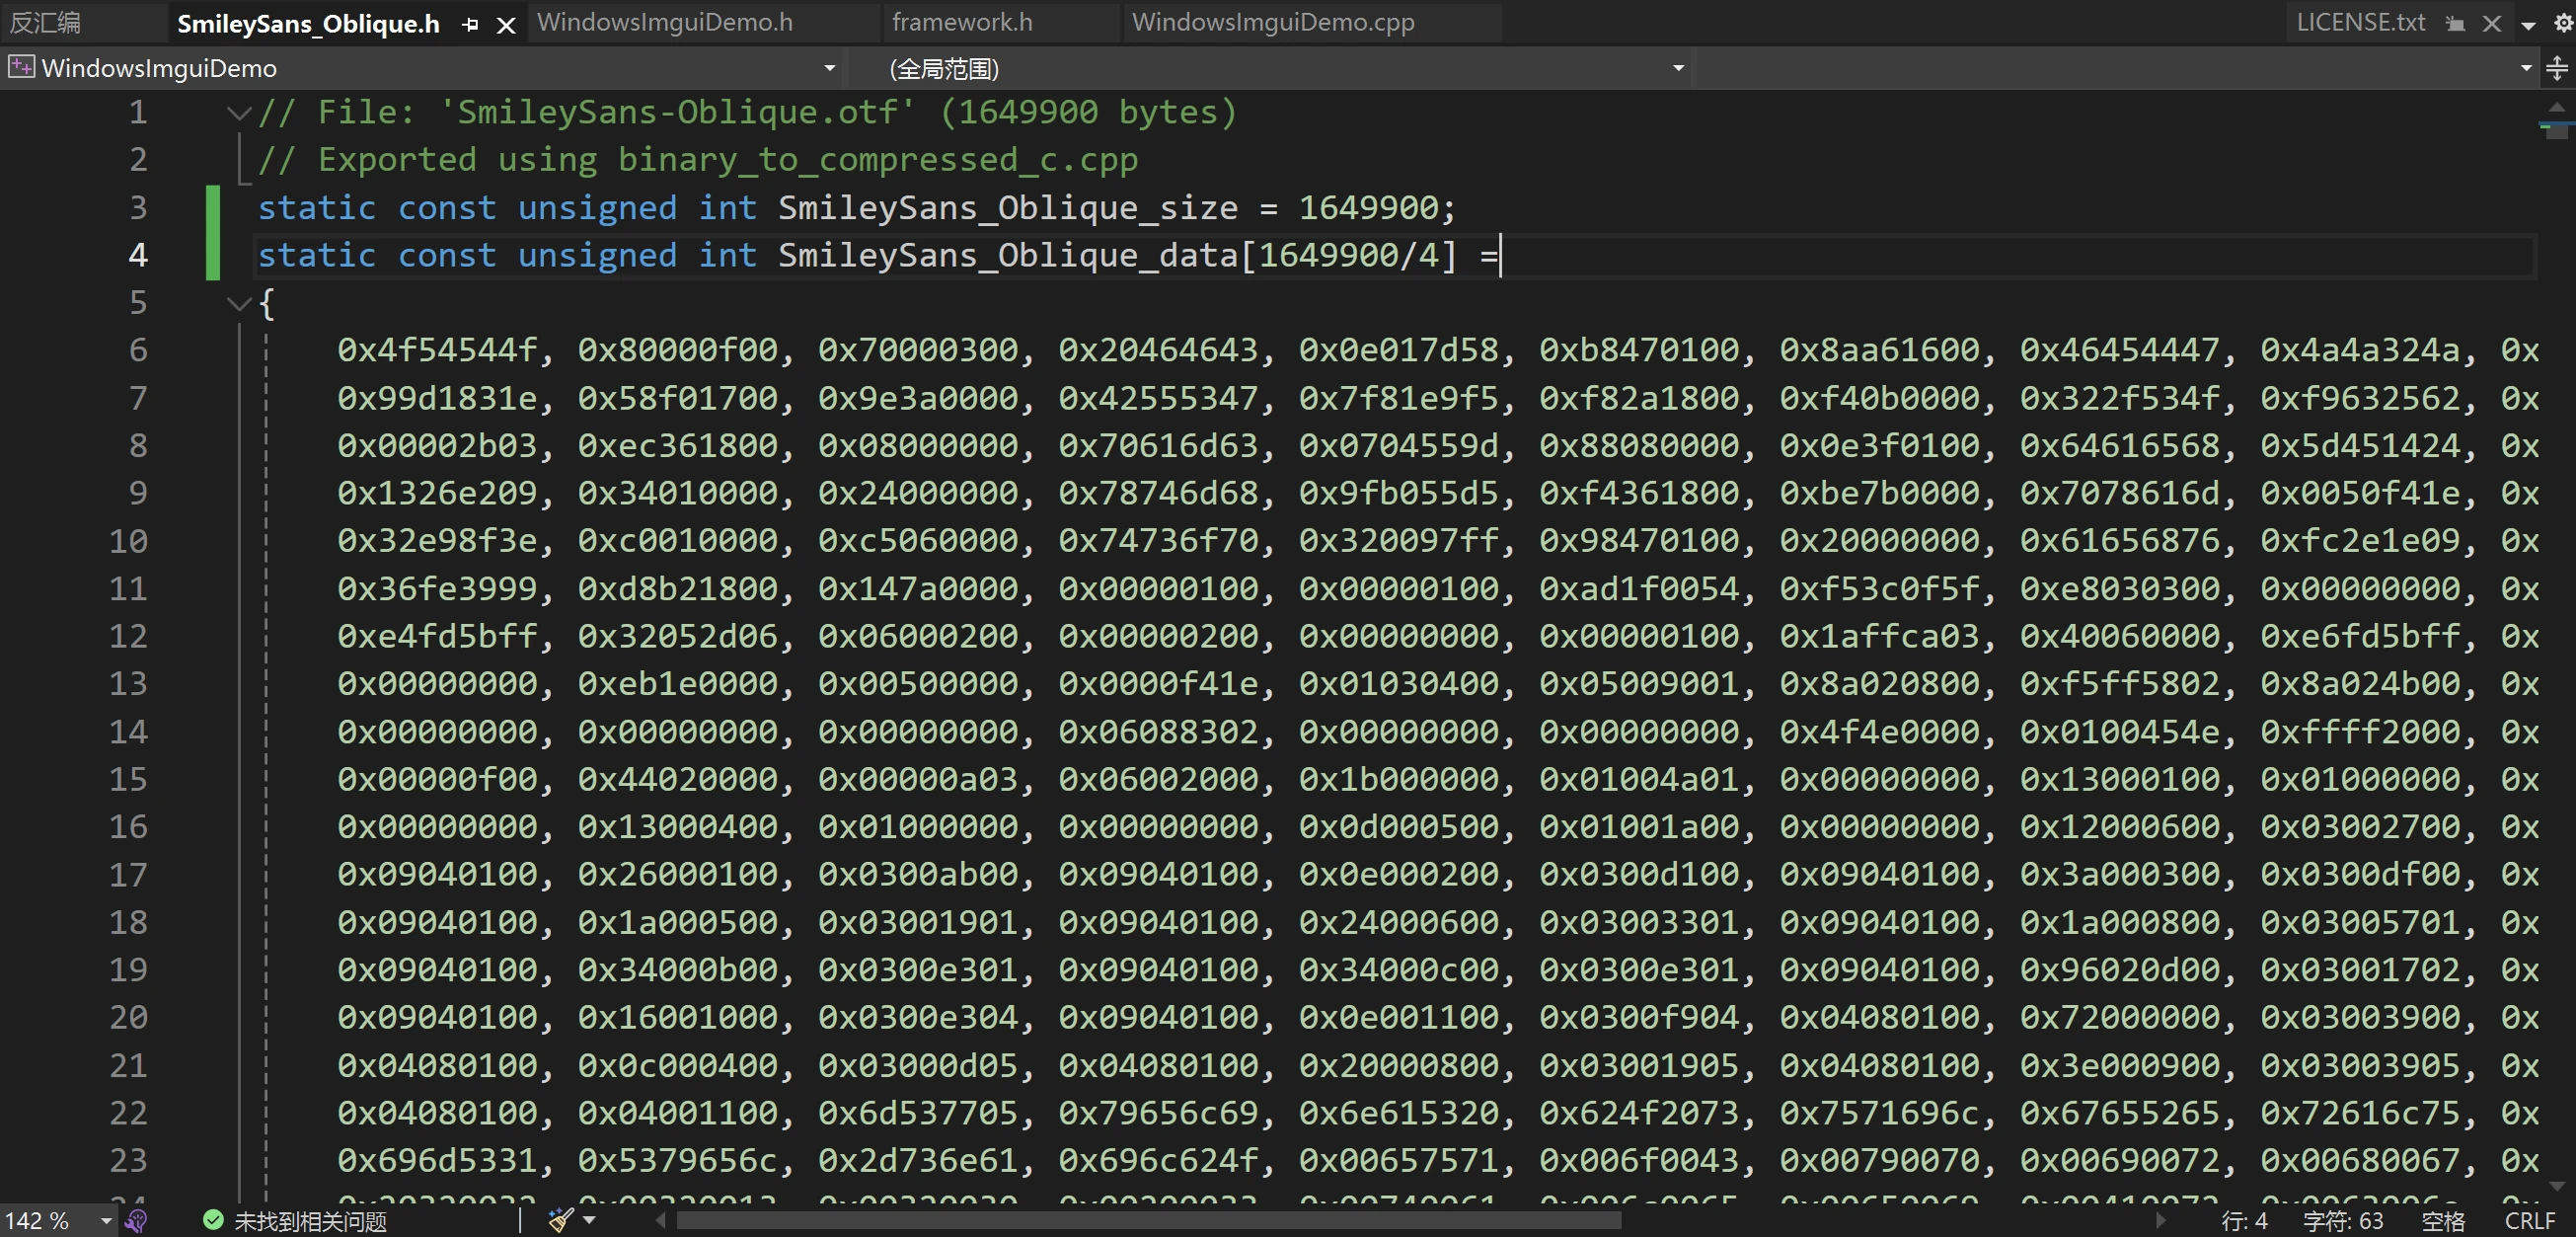 反汇编 SmileySans_Oblique.h WindowsImguiDemo.h framework.h WindowsImguiDemo.cpp LICENSE.txt
WindowsImguiDemo (全局范围)
1 // File: 'SmileySans-Oblique.otf' (1649900 bytes)
2 // Exported using binary_to_compressed_c.cpp
3 static const unsigned int SmileySans_Oblique_size = 1649900;
4 static const unsigned int SmileySans_Oblique_data[1649900/4] =
5 {
6 0x4f54544f, 0x80000f00, 0x70000300, 0x20464643, 0x0e017d58, 0xb8470100, 0x8aa61600, 0x46454447, 0x4a4a324a, 0x
7 0x99d1831e, 0x58f01700, 0x9e3a0000, 0x42555347, 0x7f81e9f5, 0xf82a1800, 0xf40b0000, 0x322f534f, 0xf9632562, 0x
8 0x00002b03, 0xec361800, 0x08000000, 0x70616d63, 0x0704559d, 0x88080000, 0x0e3f0100, 0x64616568, 0x5d451424, 0x
9 0x1326e209, 0x34010000, 0x24000000, 0x78746d68, 0x9fb055d5, 0xf4361800, 0xbe7b0000, 0x7078616d, 0x0050f41e, 0x
10 0x32e98f3e, 0xc0010000, 0xc5060000, 0x74736f70, 0x320097ff, 0x98470100, 0x20000000, 0x61656876, 0xfc2e1e09, 0x
11 0x36fe3999, 0xd8b21800, 0x147a0000, 0x00000100, 0x00000100, 0xad1f0054, 0xf53c0f5f, 0xe8030300, 0x00000000, 0x
12 0xe4fd5bff, 0x32052d06, 0x06000200, 0x00000200, 0x00000000, 0x00000100, 0x1affca03, 0x40060000, 0xe6fd5bff, 0x
13 0x00000000, 0xeb1e0000, 0x00500000, 0x0000f41e, 0x01030400, 0x05009001, 0x8a020800, 0xf5ff5802, 0x8a024b00, 0x
14 0x00000000, 0x00000000, 0x00000000, 0x06088302, 0x00000000, 0x00000000, 0x4f4e0000, 0x0100454e, 0xffff2000, 0x
15 0x00000f00, 0x44020000, 0x00000a03, 0x06002000, 0x1b000000, 0x01004a01, 0x00000000, 0x13000100, 0x01000000, 0x
16 0x00000000, 0x13000400, 0x01000000, 0x00000000, 0x0d000500, 0x01001a00, 0x00000000, 0x12000600, 0x03002700, 0x
17 0x09040100, 0x26000100, 0x0300ab00, 0x09040100, 0x0e000200, 0x0300d100, 0x09040100, 0x3a000300, 0x0300df00, 0x
18 0x09040100, 0x1a000500, 0x03001901, 0x09040100, 0x24000600, 0x03003301, 0x09040100, 0x1a000800, 0x03005701, 0x
19 0x09040100, 0x34000b00, 0x0300e301, 0x09040100, 0x34000c00, 0x0300e301, 0x09040100, 0x96020d00, 0x03001702, 0x
20 0x09040100, 0x16001000, 0x0300e304, 0x09040100, 0x0e001100, 0x0300f904, 0x04080100, 0x72000000, 0x03003900, 0x
21 0x04080100, 0x0c000400, 0x03000d05, 0x04080100, 0x20000800, 0x03001905, 0x04080100, 0x3e000900, 0x03003905, 0x
22 0x04080100, 0x04001100, 0x6d537705, 0x79656c69, 0x6e615320, 0x624f2073, 0x7571696c, 0x67655265, 0x72616c75, 0x
23 0x696d5331, 0x5379656c, 0x2d736e61, 0x696c624f, 0x00657571, 0x006f0043, 0x00790070, 0x00690072, 0x00680067, 0x
142 % 未找到相关问题 行: 4 字符: 63 空格 CRLF